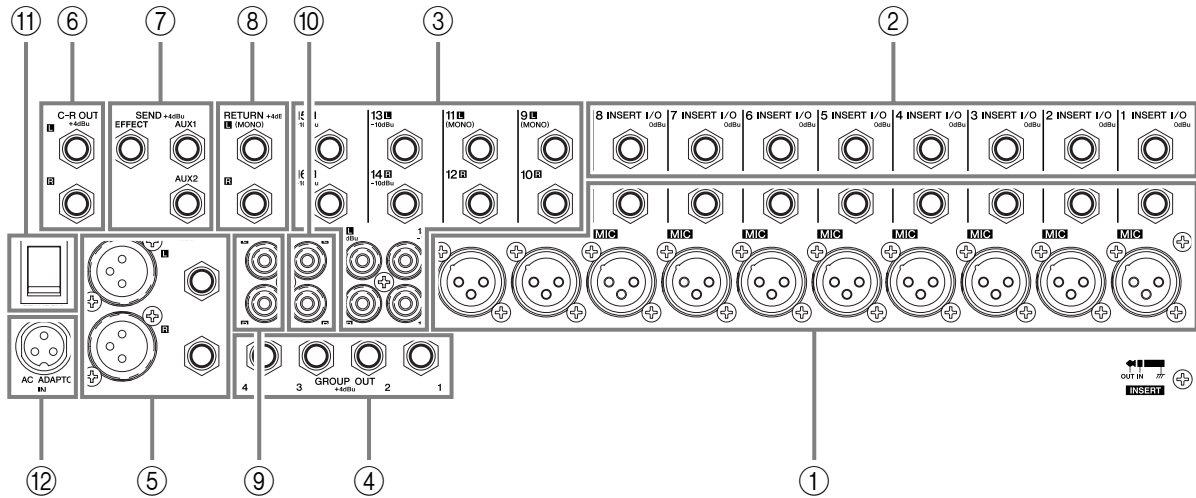 ⑪ ⑥ ⑦ ⑧ ⑩ ③ ②
C-R OUT
+4dBu
L
R
SEND +4dBu
EFFECT AUX1
AUX2
RETURN
L (MONO)
R
13 L
-10dBu
14 R
-10dBu
11 L
(MONO)
12 R
9 L
(MONO)
10 R
8 INSERT I/O
0dBu
7 INSERT I/O
0dBu
6 INSERT I/O
0dBu
5 INSERT I/O
0dBu
4 INSERT I/O
0dBu
3 INSERT I/O
0dBu
2 INSERT I/O
0dBu
1 INSERT I/O
0dBu
MIC MIC MIC MIC MIC MIC MIC MIC
L
R
AC ADAPTO
IN
4 3 GROUP OUT 2 1
+4dBu
OUT IN
INSERT
⑫ ⑤ ⑨ ④ ①